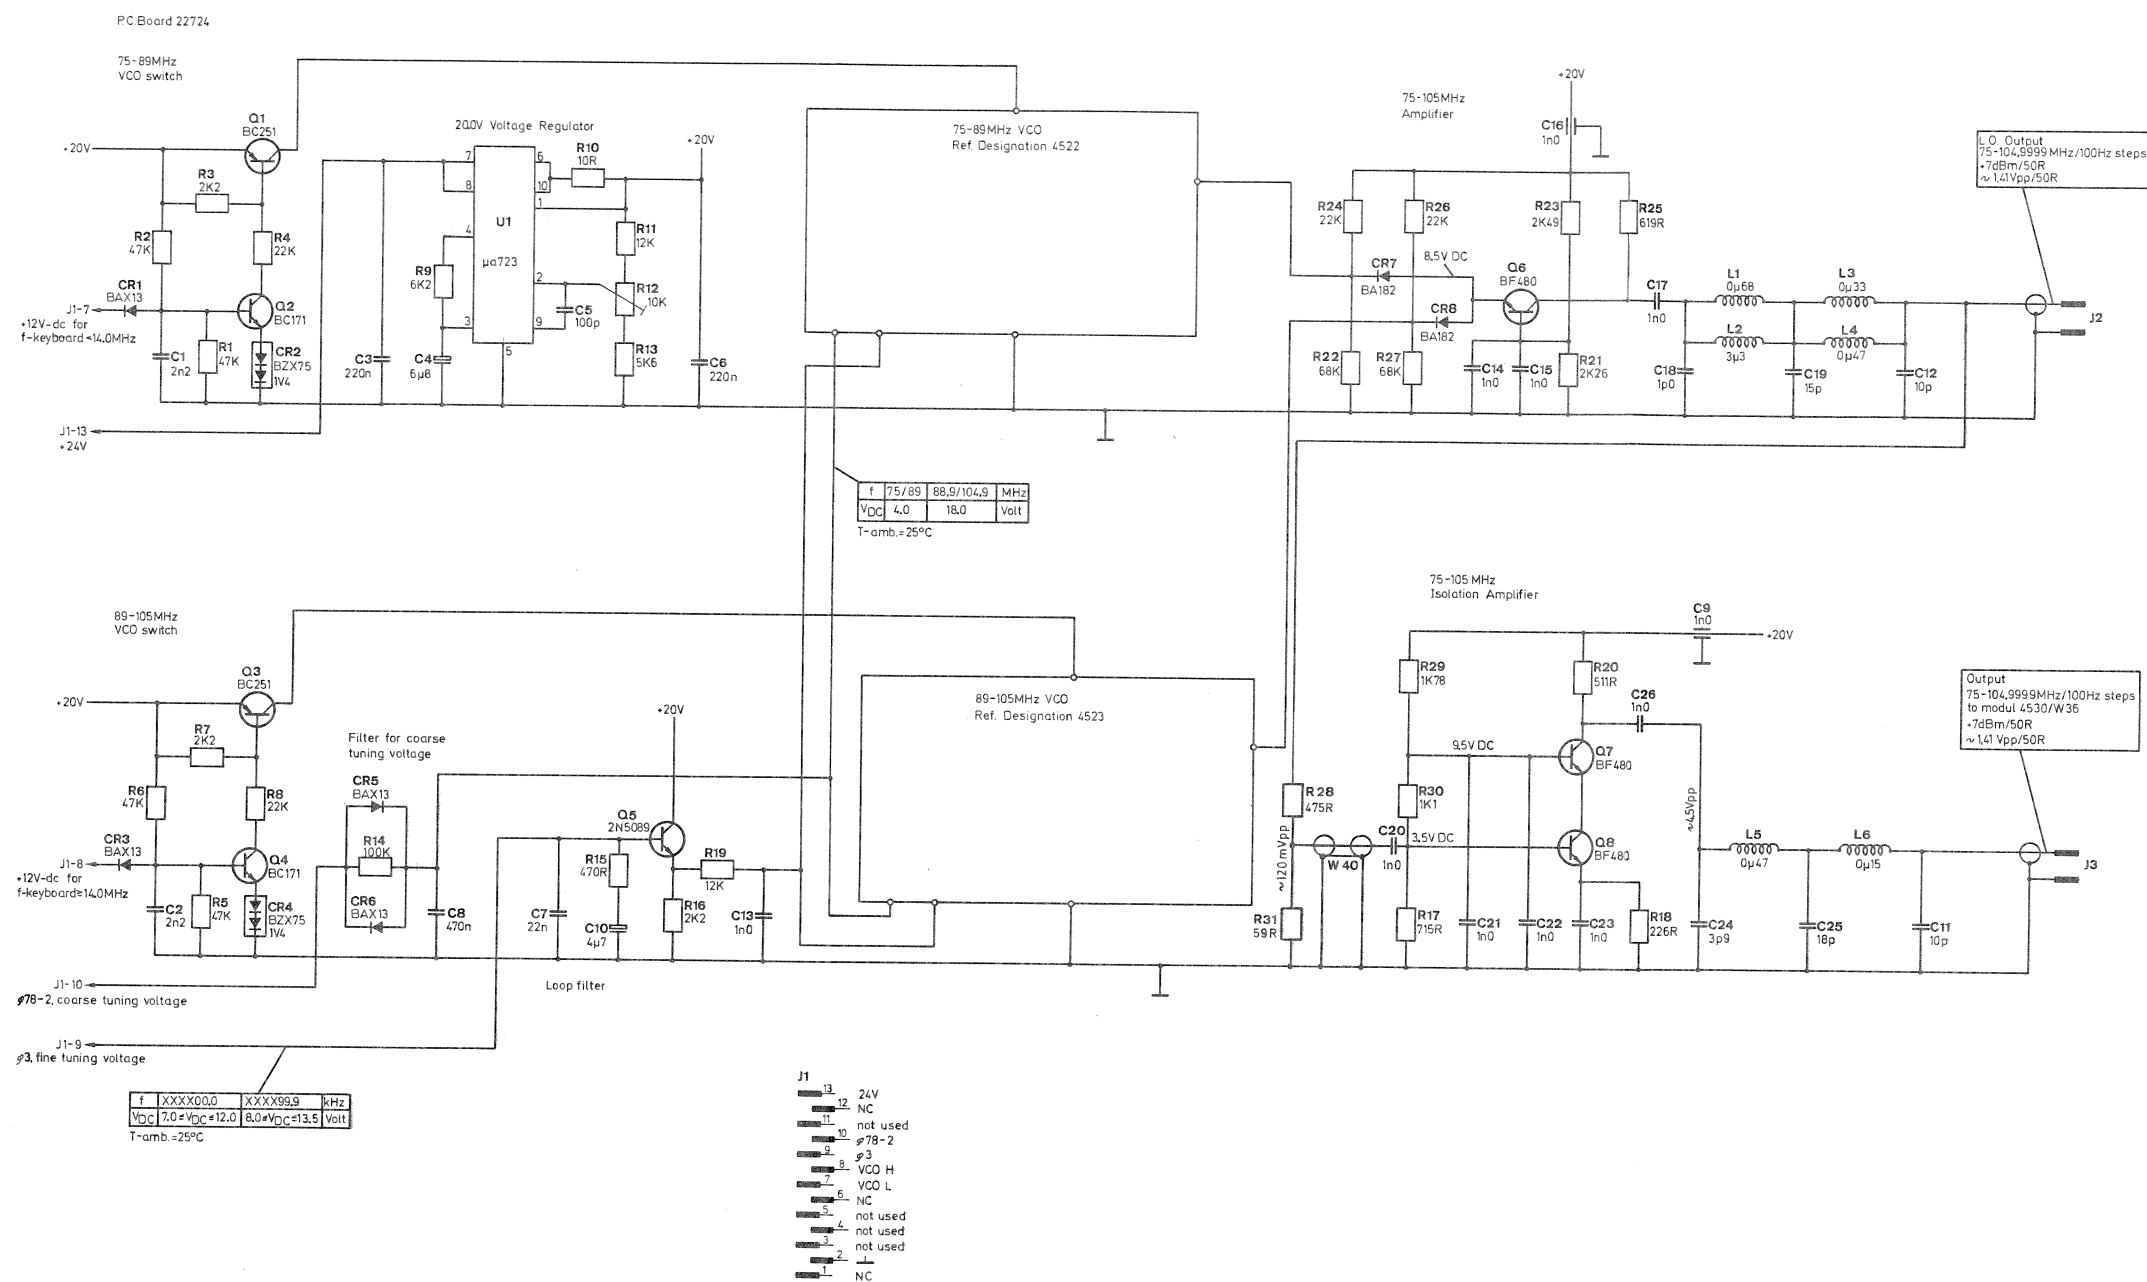 P.C.Board 22724
75-89MHz
VCO switch
Q1
BC251
+20V
R3
2K2
R2
47K
R4
22K
CR1
BAX13
J1-7
+12V-dc for
f-keyboard<14.0MHz
Q2
BC171
C1
2n2
R1
47K
CR2
BZX75
1V4
J1-13
+24V
20.0V Voltage Regulator
7
8
4
3
5
6
10
1
2
9
U1
µa723
R10
10R
+20V
R11
12K
R9
6K2
R12
10K
C5
100p
R13
5K6
C3
220n
C4
6µ8
C6
220n
75-89MHz VCO
Ref. Designation 4522
75-105MHz
Amplifier
+20V
C16
1n0
R24
22K
R26
22K
R23
2K49
R25
619R
CR7
BA182
8.5V DC
Q6
BF480
CR8
BA182
C17
1n0
L1
0µ68
L3
0µ33
L2
3µ3
L4
0µ47
R22
68K
R27
68K
C14
1n0
C15
1n0
R21
2K26
C18
1p0
C19
15p
C12
10p
L.O. Output
75-104,9999 MHz/100Hz steps
+7dBm/50R
~ 1,41Vpp/50R
J2
f 75/89 88.9/104.9 MHz
VDC 4.0 18.0 Volt
T-amb.=25°C
89-105MHz
VCO switch
Q3
BC251
+20V
R7
2K2
R6
47K
R8
22K
CR3
BAX13
J1-8
+12V-dc for
f-keyboard≥14.0MHz
Q4
BC171
C2
2n2
R5
47K
CR4
BZX75
1V4
Filter for coarse
tuning voltage
CR5
BAX13
R14
100K
CR6
BAX13
C8
470n
J1-10
φ78-2, coarse tuning voltage
J1-9
φ3, fine tuning voltage
+20V
Q5
2N5089
R15
470R
R19
12K
C7
22n
C10
4µ7
R16
2K2
C13
1n0
Loop filter
89-105MHz VCO
Ref. Designation 4523
75-105 MHz
Isolation Amplifier
C9
1n0
+20V
R29
1K78
R20
511R
C26
1n0
9.5V DC
Q7
BF480
R30
1K1
R28
475R
~120mVpp
W 40
C20
1n0
3.5V DC
Q8
BF480
~4.5Vpp
L5
0µ47
L6
0µ15
R31
59R
R17
715R
C21
1n0
C22
1n0
C23
1n0
R18
226R
C24
3p9
C25
18p
C11
10p
Output
75-104,9999MHz/100Hz steps
to modul 4530/W36
+7dBm/50R
~ 1,41 Vpp/50R
J3
f XXXX00.0 XXXX99.9 kHz
VDC 7.0≤VDC≤12.0 8.0≤VDC≤13.5 Volt
T-amb.=25°C
J1
13 24V
12 NC
11 not used
10 φ78-2
9 φ3
8 VCO H
7 VCO L
6 NC
5 not used
4 not used
3 not used
2
1 NC